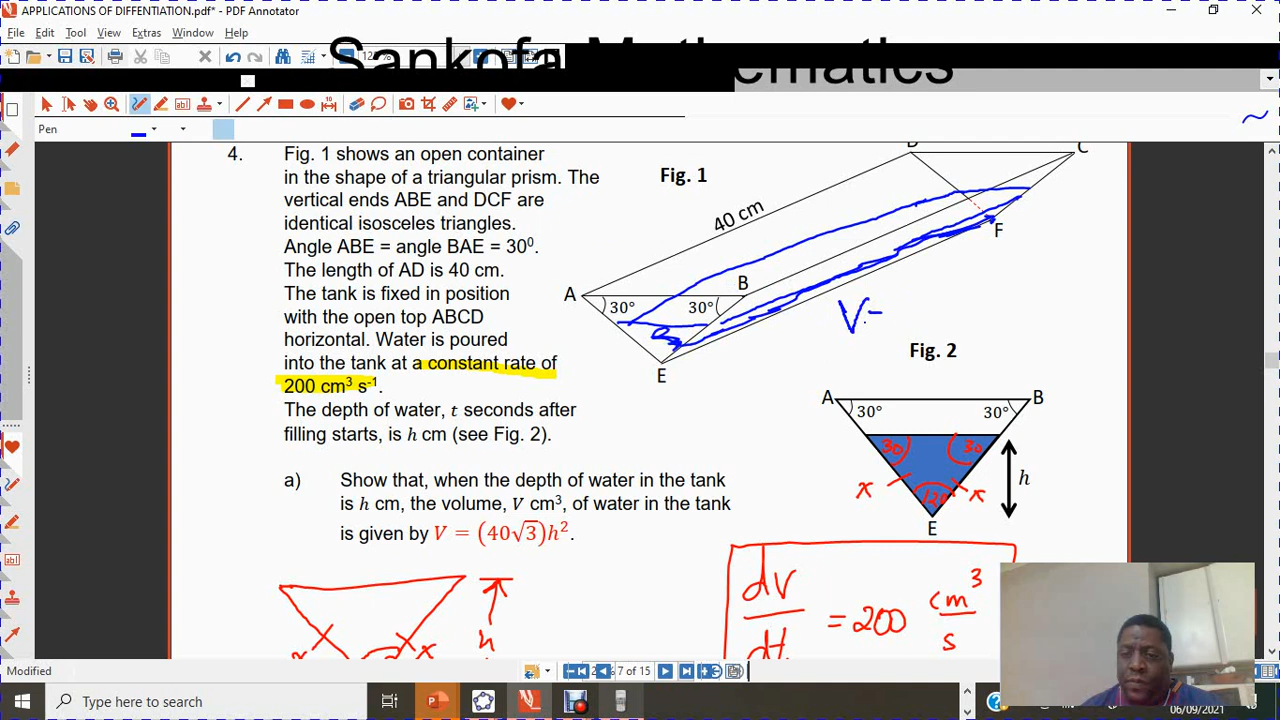 APPLICATIONS OF DIFFENTIATION.pdf* - PDF Annotator
File Edit Tool View Extras Window Help
Sankofa Mathematics
Pen
4. Fig. 1 shows an open container
in the shape of a triangular prism. The
vertical ends ABE and DCF are
identical isosceles triangles.
Angle ABE = angle BAE = 30⁰.
The length of AD is 40 cm.
The tank is fixed in position
with the open top ABCD
horizontal. Water is poured
into the tank at a constant rate of
200 cm³ s⁻¹.
The depth of water, t seconds after
filling starts, is h cm (see Fig. 2).
Fig. 1
D C
40 cm
F
A B
30° 30°
E
V=
Fig. 2
A B
30° 30°
30 30
h
x 120 x
E
a) Show that, when the depth of water in the tank
is h cm, the volume, V cm³, of water in the tank
is given by V = (40√3)h².
h
x x
dv/dt = 200 cm³/s
Modified
7 of 15
Type here to search
06/09/2021